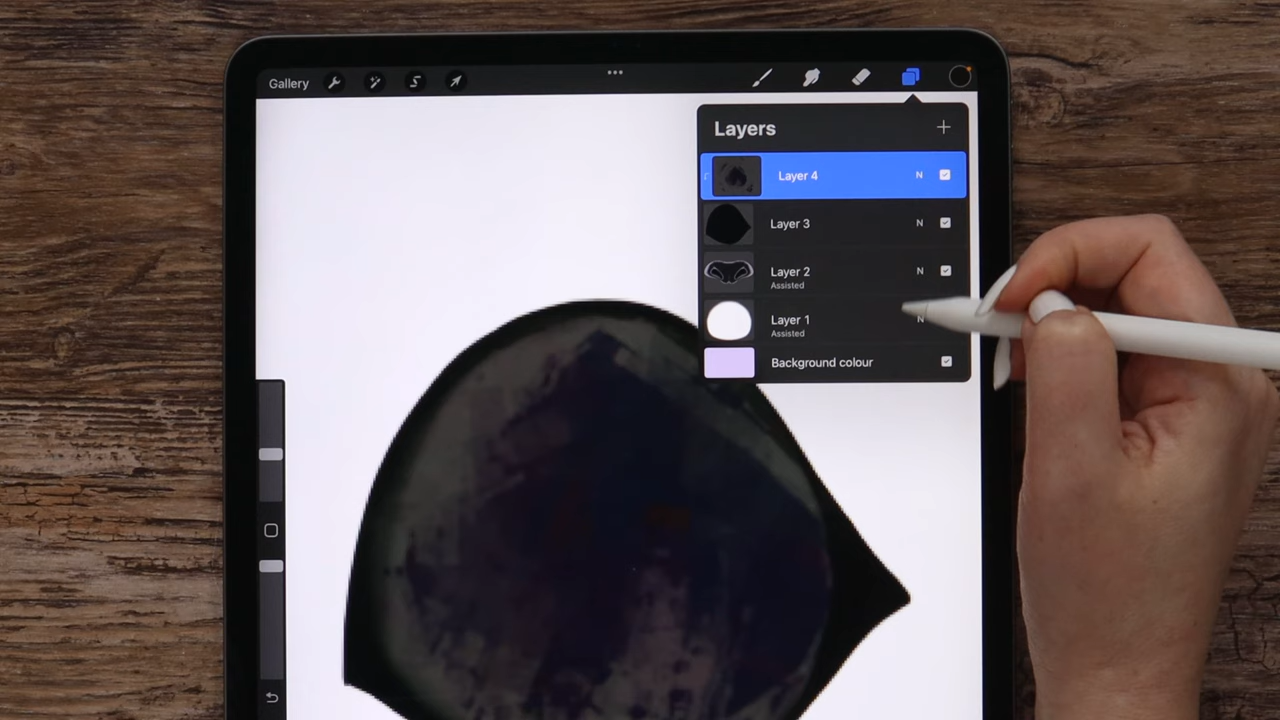 Gallery
Layers
Layer 4
N
Layer 3
N
Layer 2
N
Assisted
Layer 1
N
Assisted
Background colour